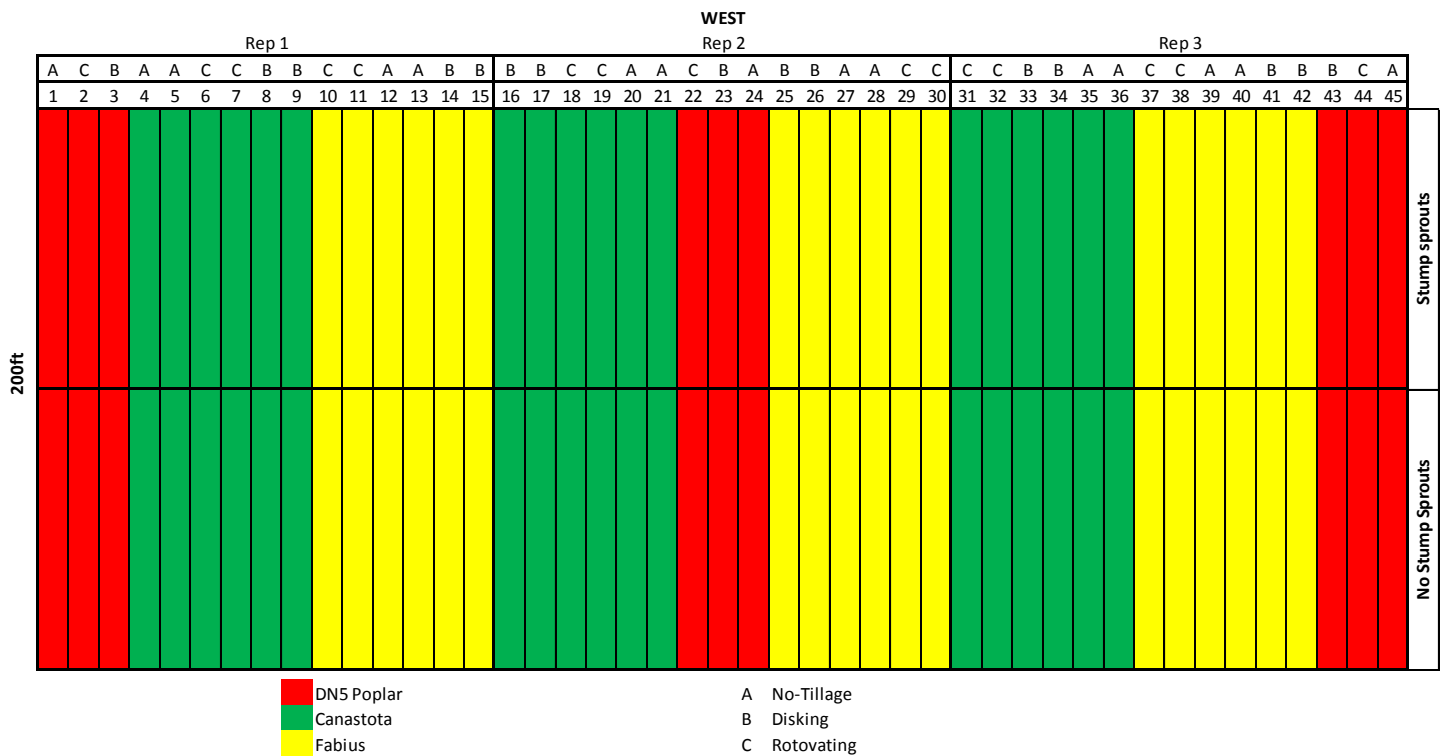 WEST
Rep 1 Rep 2 Rep 3
A C B A A C C B B C C A A B B B B C C A A C B A B B A A C C C C B B A A C C A A B B B C A
1 2 3 4 5 6 7 8 9 10 11 12 13 14 15 16 17 18 19 20 21 22 23 24 25 26 27 28 29 30 31 32 33 34 35 36 37 38 39 40 41 42 43 44 45
200ft
Stump sprouts
No Stump Sprouts
DN5 Poplar A No-Tillage
Canastota B Disking
Fabius C Rotovating